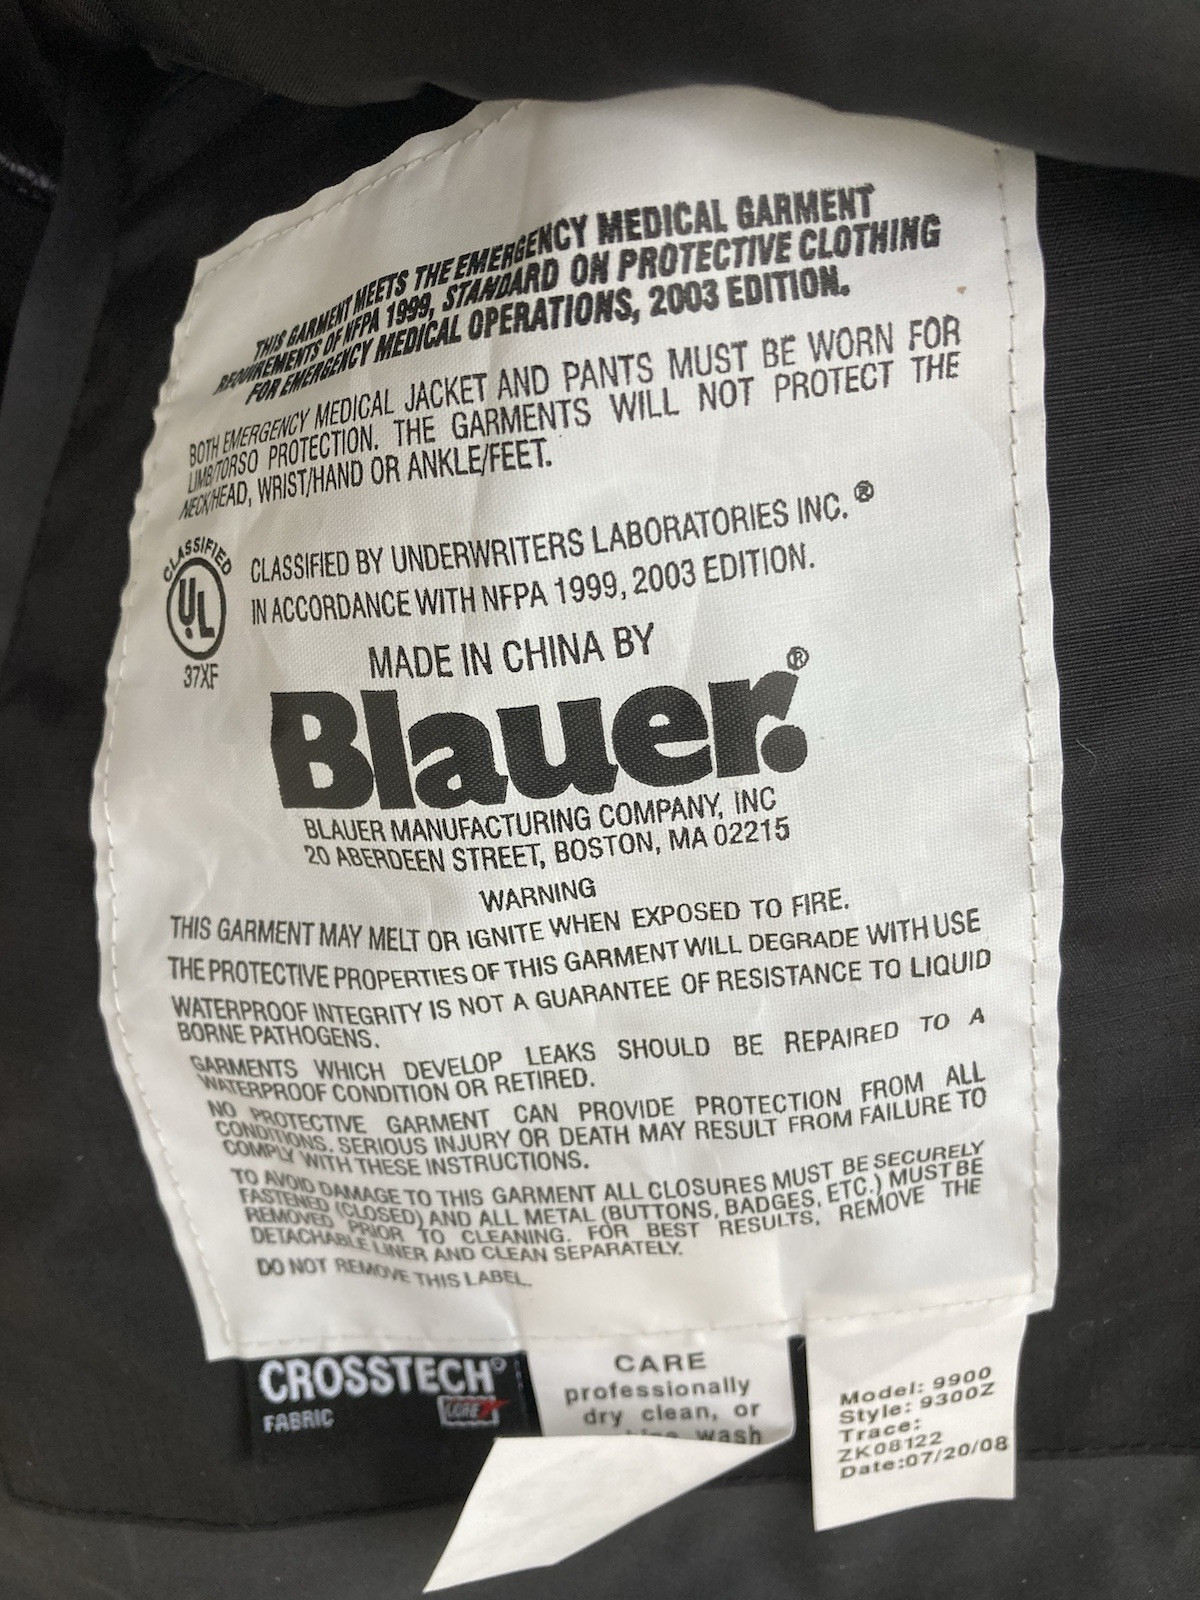 THIS GARMENT MEETS THE EMERGENCY MEDICAL GARMENT
REQUIREMENTS OF NFPA 1999, STANDARD ON PROTECTIVE CLOTHING
FOR EMERGENCY MEDICAL OPERATIONS, 2003 EDITION.
BOTH EMERGENCY MEDICAL JACKET AND PANTS MUST BE WORN FOR
LIMB/TORSO PROTECTION. THE GARMENTS WILL NOT PROTECT THE
NECK/HEAD, WRIST/HAND OR ANKLE/FEET.
CLASSIFIED
UL
37XF
CLASSIFIED BY UNDERWRITERS LABORATORIES INC.®
IN ACCORDANCE WITH NFPA 1999, 2003 EDITION.
MADE IN CHINA BY
Blauer.®
BLAUER MANUFACTURING COMPANY, INC
20 ABERDEEN STREET, BOSTON, MA 02215
WARNING
THIS GARMENT MAY MELT OR IGNITE WHEN EXPOSED TO FIRE.
THE PROTECTIVE PROPERTIES OF THIS GARMENT WILL DEGRADE WITH USE
WATERPROOF INTEGRITY IS NOT A GUARANTEE OF RESISTANCE TO LIQUID
BORNE PATHOGENS.
GARMENTS WHICH DEVELOP LEAKS SHOULD BE REPAIRED TO A
WATERPROOF CONDITION OR RETIRED.
NO PROTECTIVE GARMENT CAN PROVIDE PROTECTION FROM ALL
CONDITIONS. SERIOUS INJURY OR DEATH MAY RESULT FROM FAILURE TO
COMPLY WITH THESE INSTRUCTIONS.
TO AVOID DAMAGE TO THIS GARMENT ALL CLOSURES MUST BE SECURELY
FASTENED (CLOSED) AND ALL METAL (BUTTONS, BADGES, ETC.) MUST BE
REMOVED PRIOR TO CLEANING. FOR BEST RESULTS, REMOVE THE
DETACHABLE LINER AND CLEAN SEPARATELY.
DO NOT REMOVE THIS LABEL.
CROSSTECH®
FABRIC
GORE
CARE
professionally
dry clean, or
wash
Model: 9900
Style: 9300Z
Trace:
ZK08122
Date:07/20/08